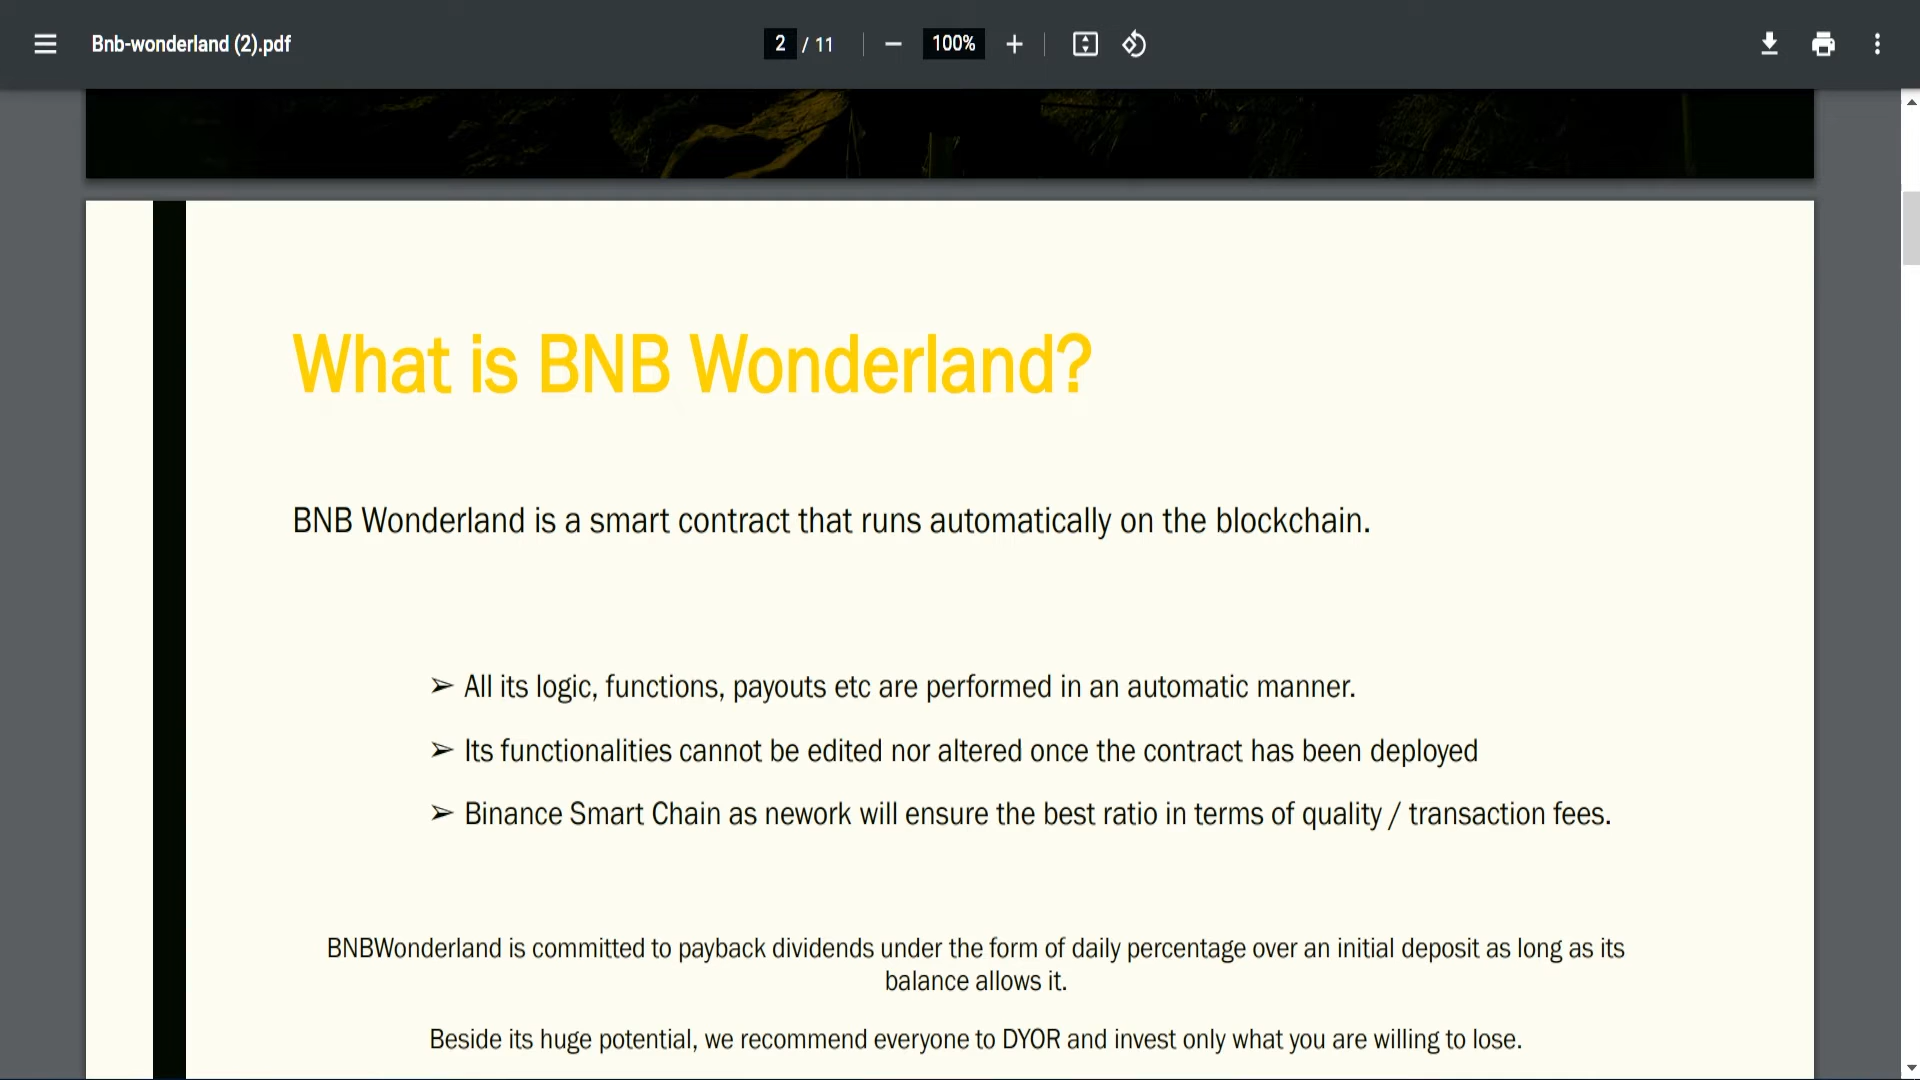 Bnb-wonderland (2).pdf
2 / 11
100%
What is BNB Wonderland?
BNB Wonderland is a smart contract that runs automatically on the blockchain.
➢ All its logic, functions, payouts etc are performed in an automatic manner.
➢ Its functionalities cannot be edited nor altered once the contract has been deployed
➢ Binance Smart Chain as nework will ensure the best ratio in terms of quality / transaction fees.
BNBWonderland is committed to payback dividends under the form of daily percentage over an initial deposit as long as its
balance allows it.
Beside its huge potential, we recommend everyone to DYOR and invest only what you are willing to lose.